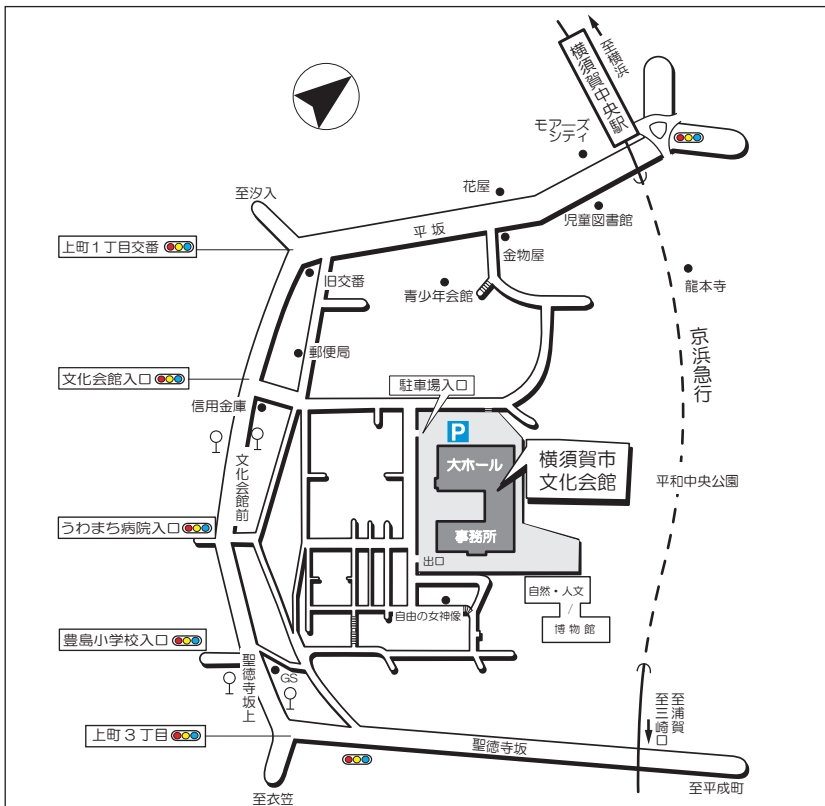 至横浜
横須賀中央駅
モアーズ
シティ
花屋
児童図書館
至汐入
平坂
金物屋
上町1丁目交番
旧交番
青少年会館
龍本寺
郵便局
京浜急行
文化会館入口
駐車場入口
信用金庫
P
大ホール
横須賀市
文化会館
文化会館前
平和中央公園
うわまち病院入口
事務所
出口
自然・人文
/
博物館
自由の女神像
豊島小学校入口
聖徳寺坂上
GS
至浦賀
至三崎口
上町3丁目
聖徳寺坂
至衣笠
至平成町